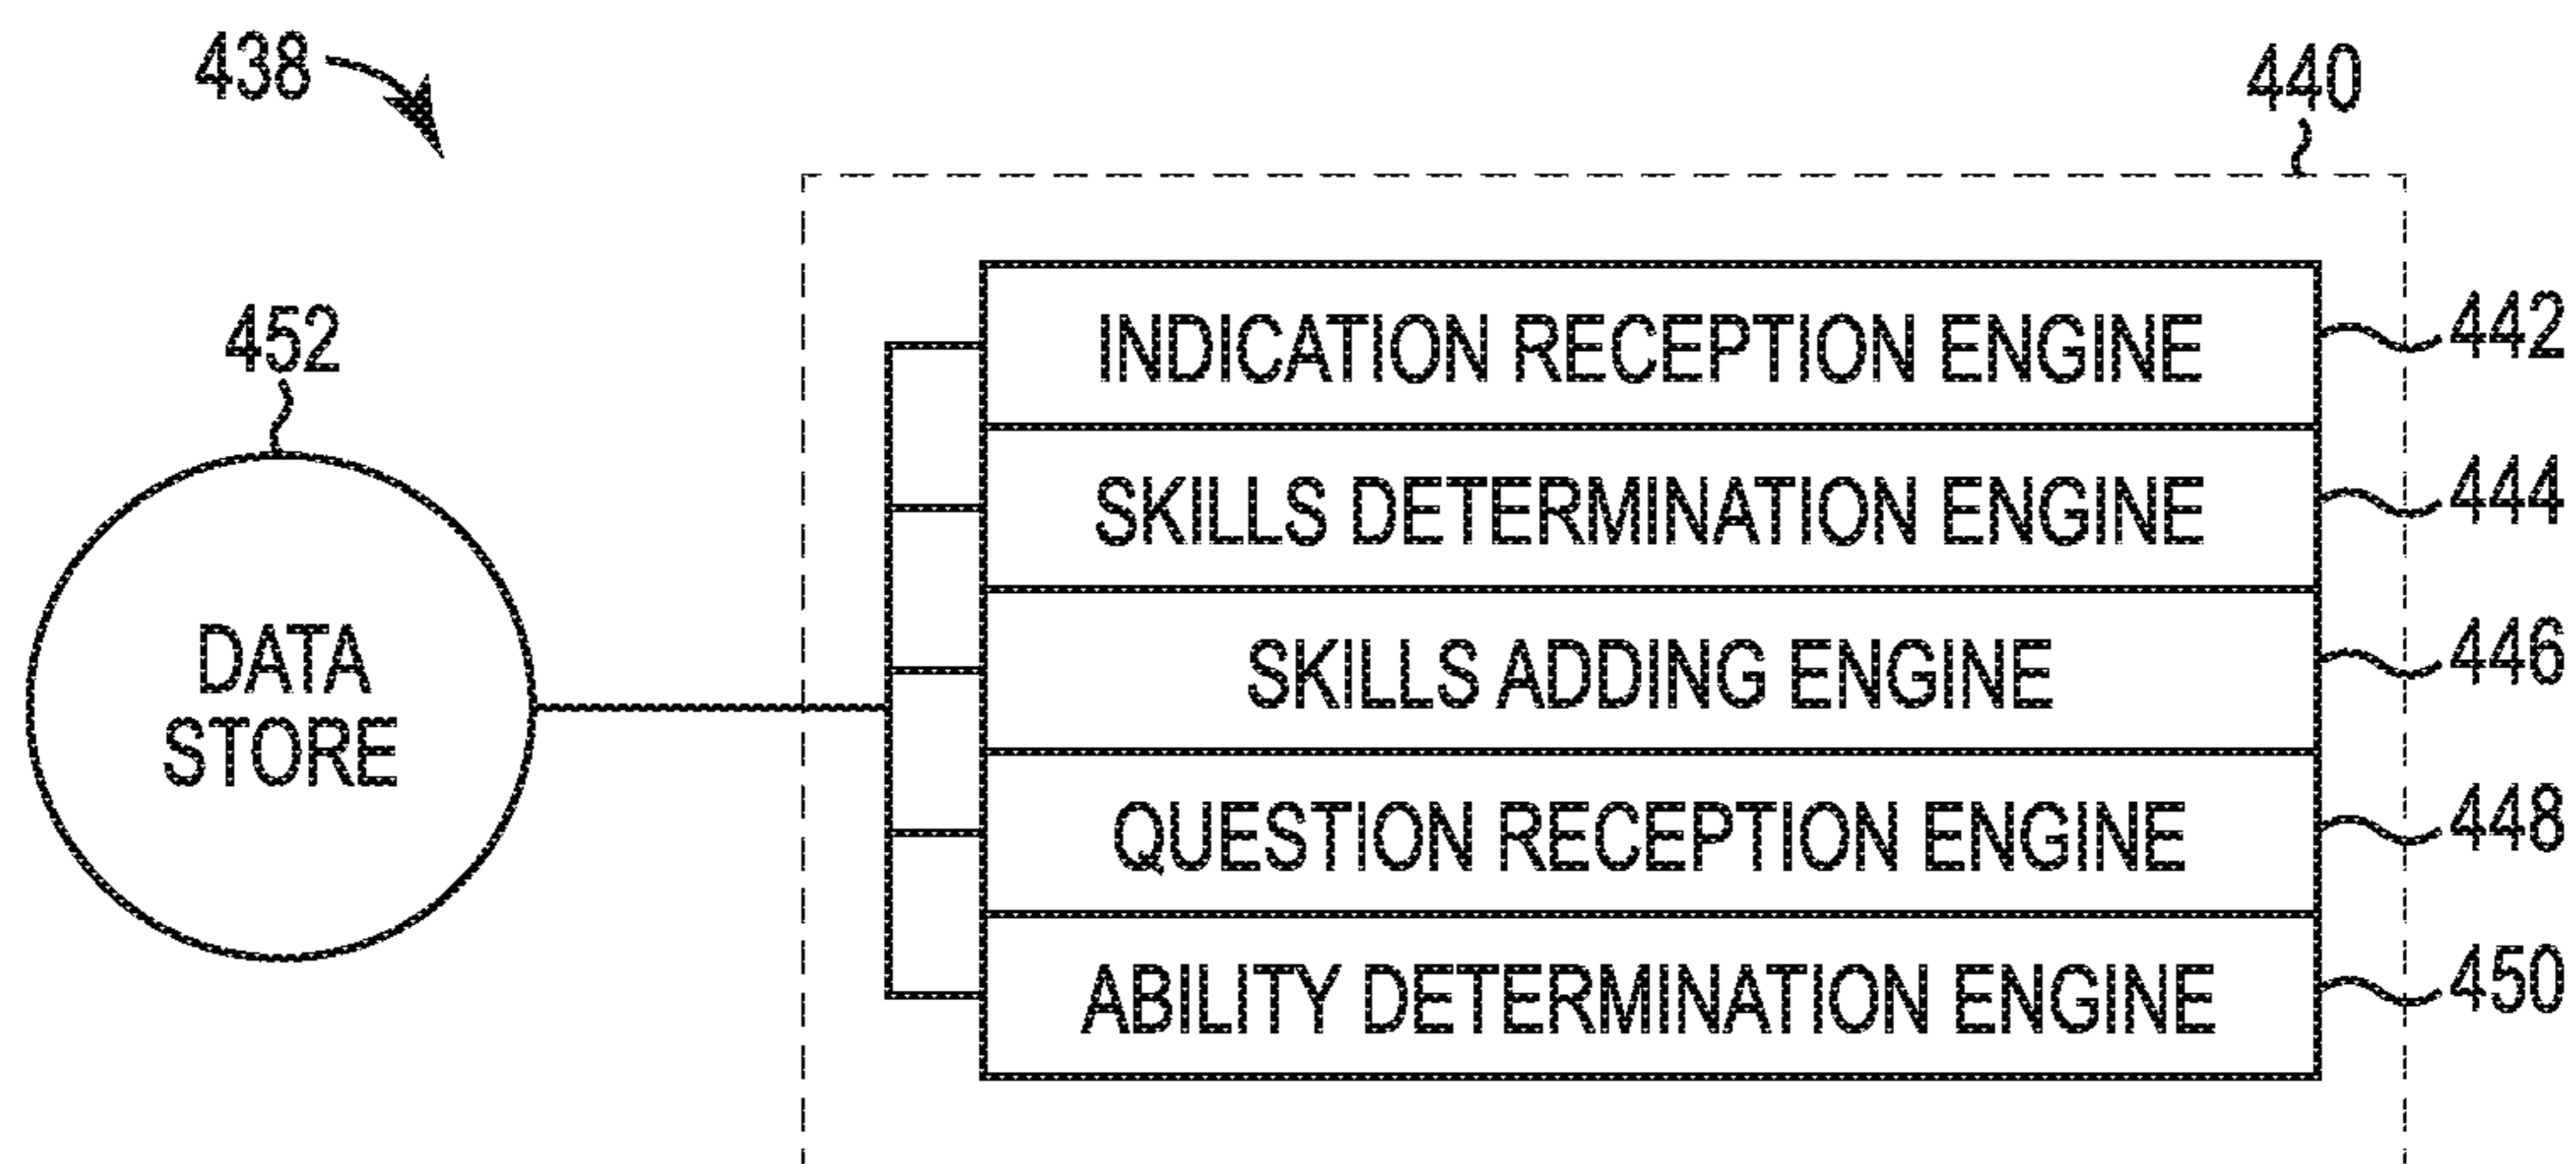 438
440
452
DATA
STORE
INDICATION RECEPTION ENGINE
442
SKILLS DETERMINATION ENGINE
444
SKILLS ADDING ENGINE
446
QUESTION RECEPTION ENGINE
448
ABILITY DETERMINATION ENGINE
450